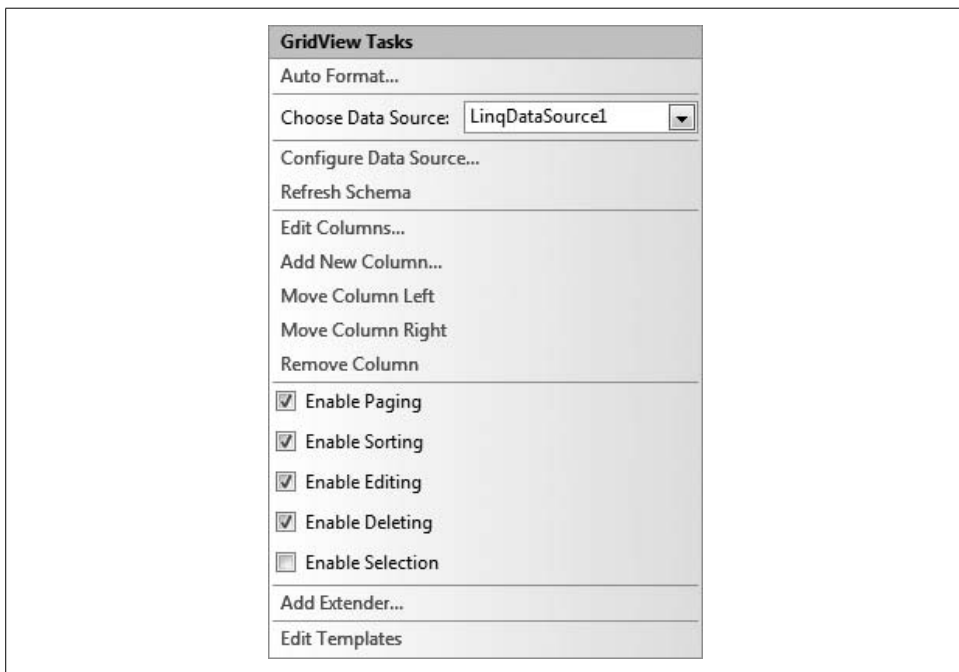 GridView Tasks
Auto Format...
Choose Data Source: LinqDataSource1
Configure Data Source...
Refresh Schema
Edit Columns...
Add New Column...
Move Column Left
Move Column Right
Remove Column
Enable Paging
Enable Sorting
Enable Editing
Enable Deleting
Enable Selection
Add Extender...
Edit Templates